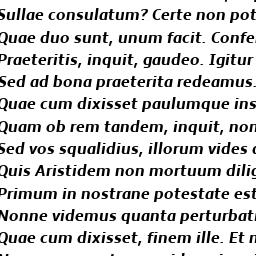 Sullae consulatum? Certe non pot
Quae duo sunt, unum facit. Confe
Praeteritis, inquit, gaudeo. Igitur
Sed ad bona praeterita redeamus.
Quae cum dixisset paulumque ins
Quam ob rem tandem, inquit, non
Sed vos squalidius, illorum vides
Quis Aristidem non mortuum dilig
Primum in nostrane potestate est
Nonne videmus quanta perturbati
Quae cum dixisset, finem ille. Et n